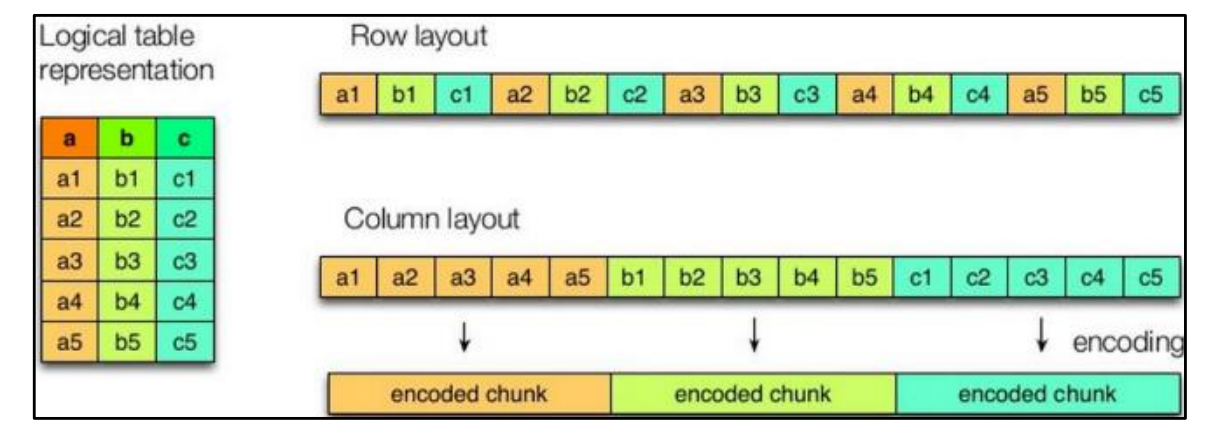 Logical table
representation
a b c
a1 b1 c1
a2 b2 c2
a3 b3 c3
a4 b4 c4
a5 b5 c5
Row layout
a1 b1 c1 a2 b2 c2 a3 b3 c3 a4 b4 c4 a5 b5 c5
Column layout
a1 a2 a3 a4 a5 b1 b2 b3 b4 b5 c1 c2 c3 c4 c5
encoding
encoded chunk encoded chunk encoded chunk